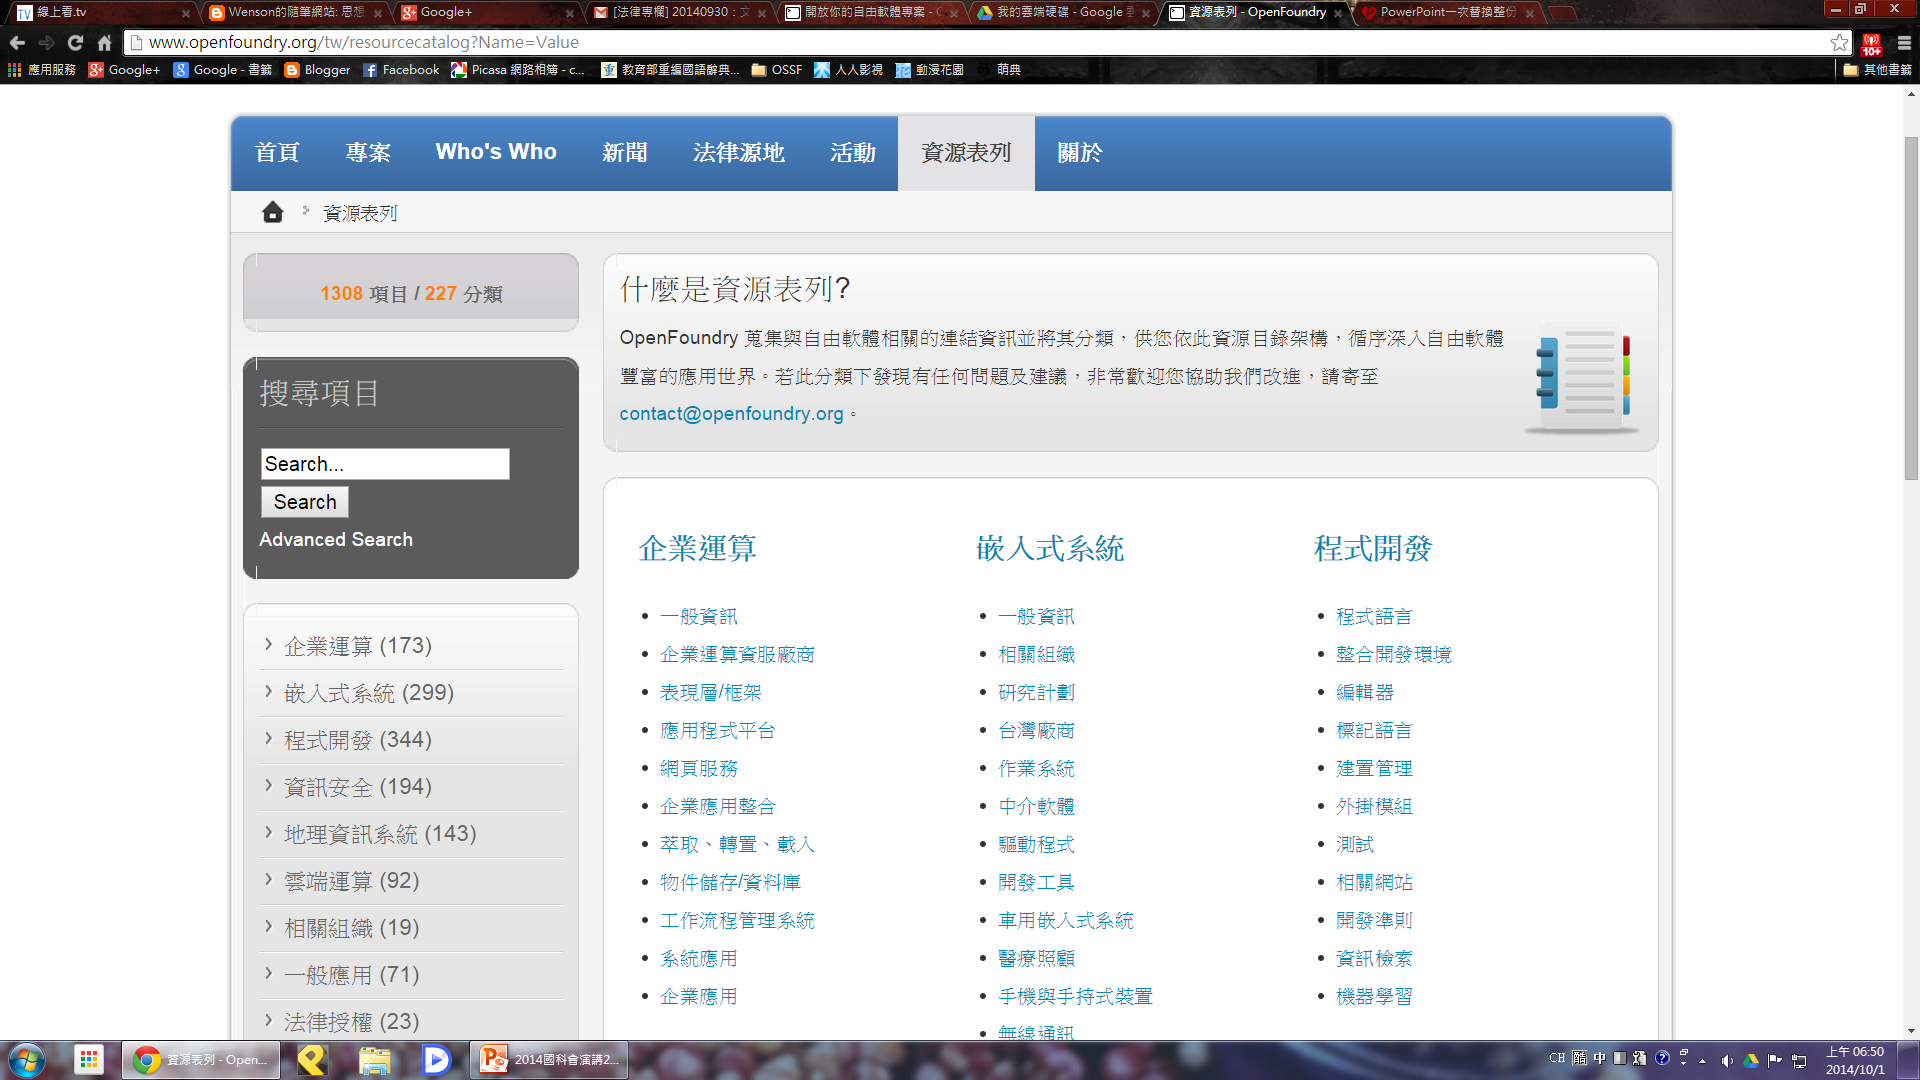 線上看.tv
Wenson的隨筆網站: 思想
Google+
[法律專欄] 20140930：文
開放你的自由軟體專案 - O
我的雲端硬碟 - Google 雲
資源表列 - OpenFoundry
PowerPoint一次替換整份
www.openfoundry.org/tw/resourcecatalog?Name=Value
10+
應用服務
Google+
Google - 書籤
Blogger
Facebook
Picasa 網路相簿 - c...
教育部重編國語辭典...
OSSF
人人影視
動漫花園
萌典
其他書籤
首頁 專案 Who's Who 新聞 法律源地 活動 資源表列 關於
資源表列
1308 項目 / 227 分類
搜尋項目
Search...
Search
Advanced Search
企業運算 (173)
嵌入式系統 (299)
程式開發 (344)
資訊安全 (194)
地理資訊系統 (143)
雲端運算 (92)
相關組織 (19)
一般應用 (71)
法律授權 (23)
什麼是資源表列?
OpenFoundry 蒐集與自由軟體相關的連結資訊並將其分類，供您依此資源目錄架構，循序深入自由軟體
豐富的應用世界。若此分類下發現有任何問題及建議，非常歡迎您協助我們改進，請寄至
contact@openfoundry.org。
企業運算
一般資訊
企業運算資服廠商
表現層/框架
應用程式平台
網頁服務
企業應用整合
萃取、轉置、載入
物件儲存/資料庫
工作流程管理系統
系統應用
企業應用
嵌入式系統
一般資訊
相關組織
研究計劃
台灣廠商
作業系統
中介軟體
驅動程式
開發工具
車用嵌入式系統
醫療照顧
手機與手持式裝置
無線通訊
程式開發
程式語言
整合開發環境
編輯器
標記語言
建置管理
外掛模組
測試
相關網站
開發準則
資訊檢索
機器學習
資源表列 - Open...
2014國科會演講2...
CH
中
上午 06:50
2014/10/1